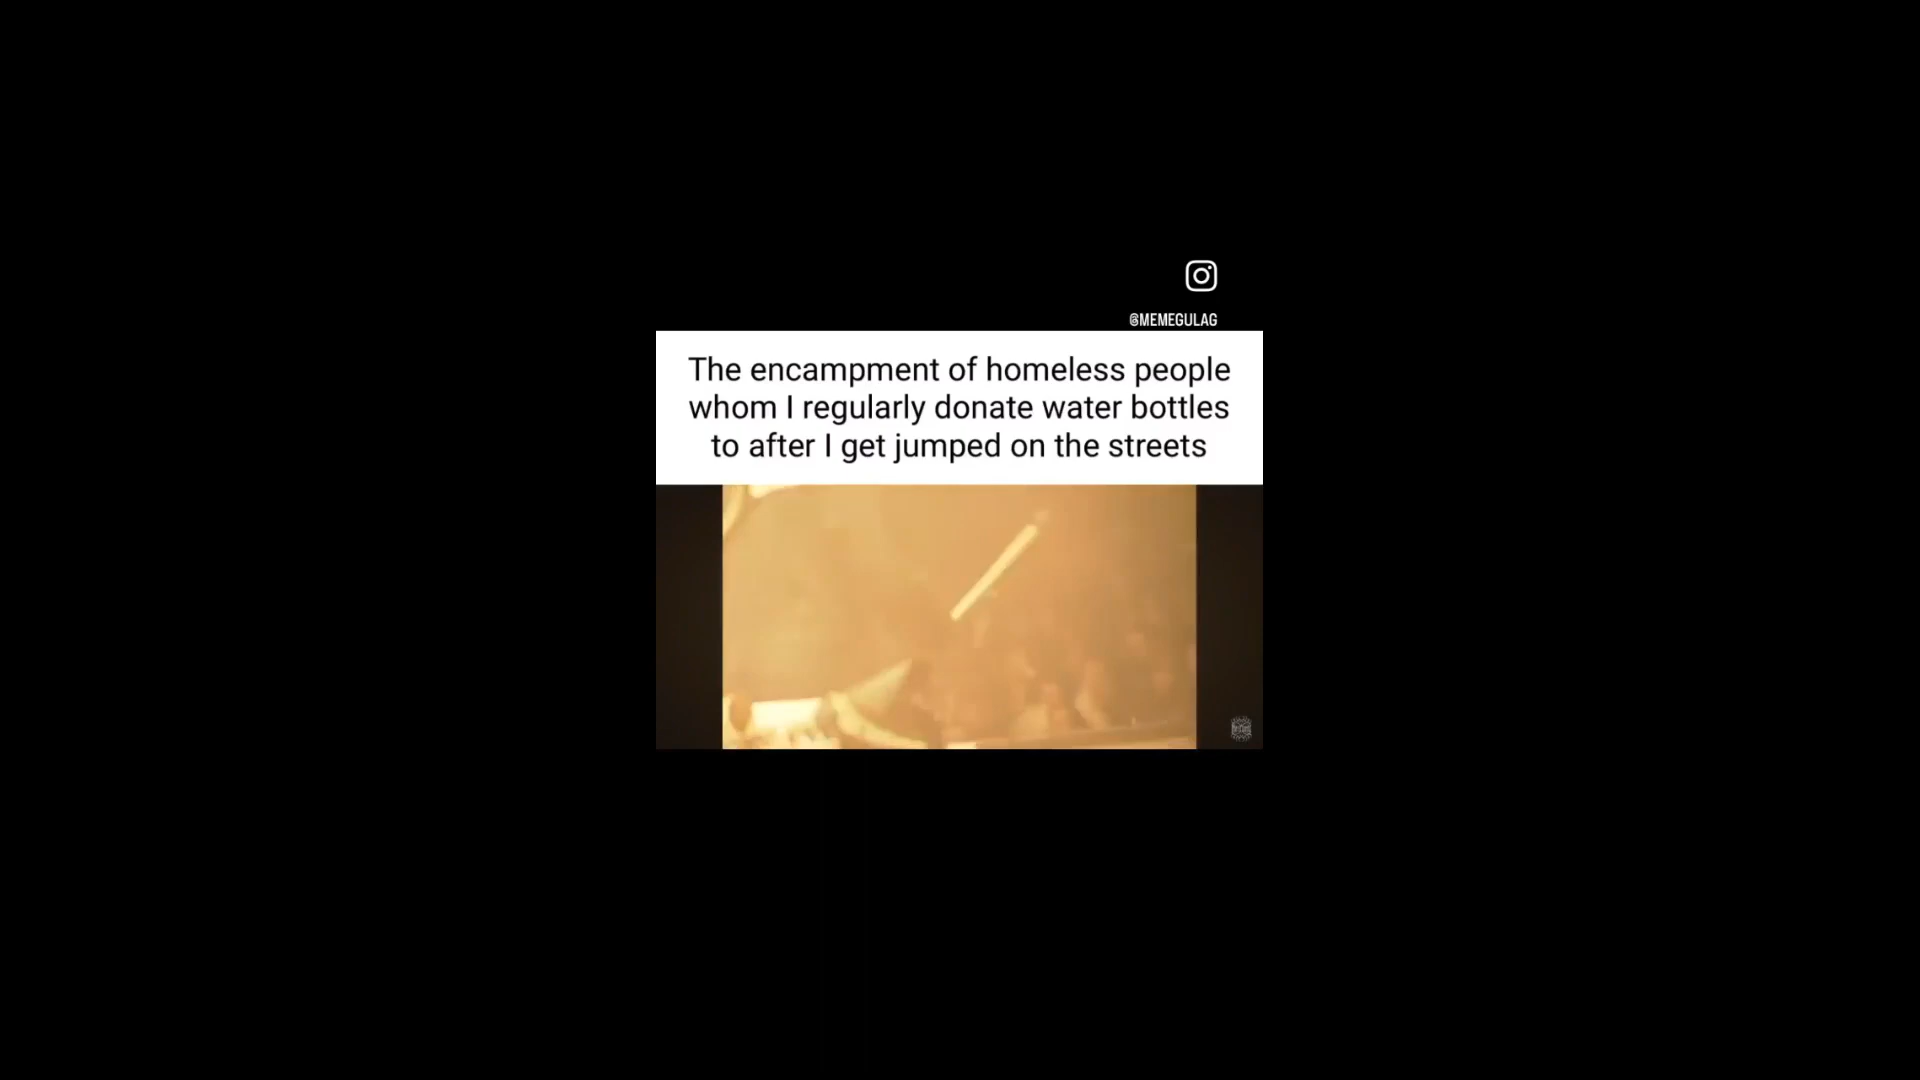 @MEMEGULAG
The encampment of homeless people
whom I regularly donate water bottles
to after I get jumped on the streets